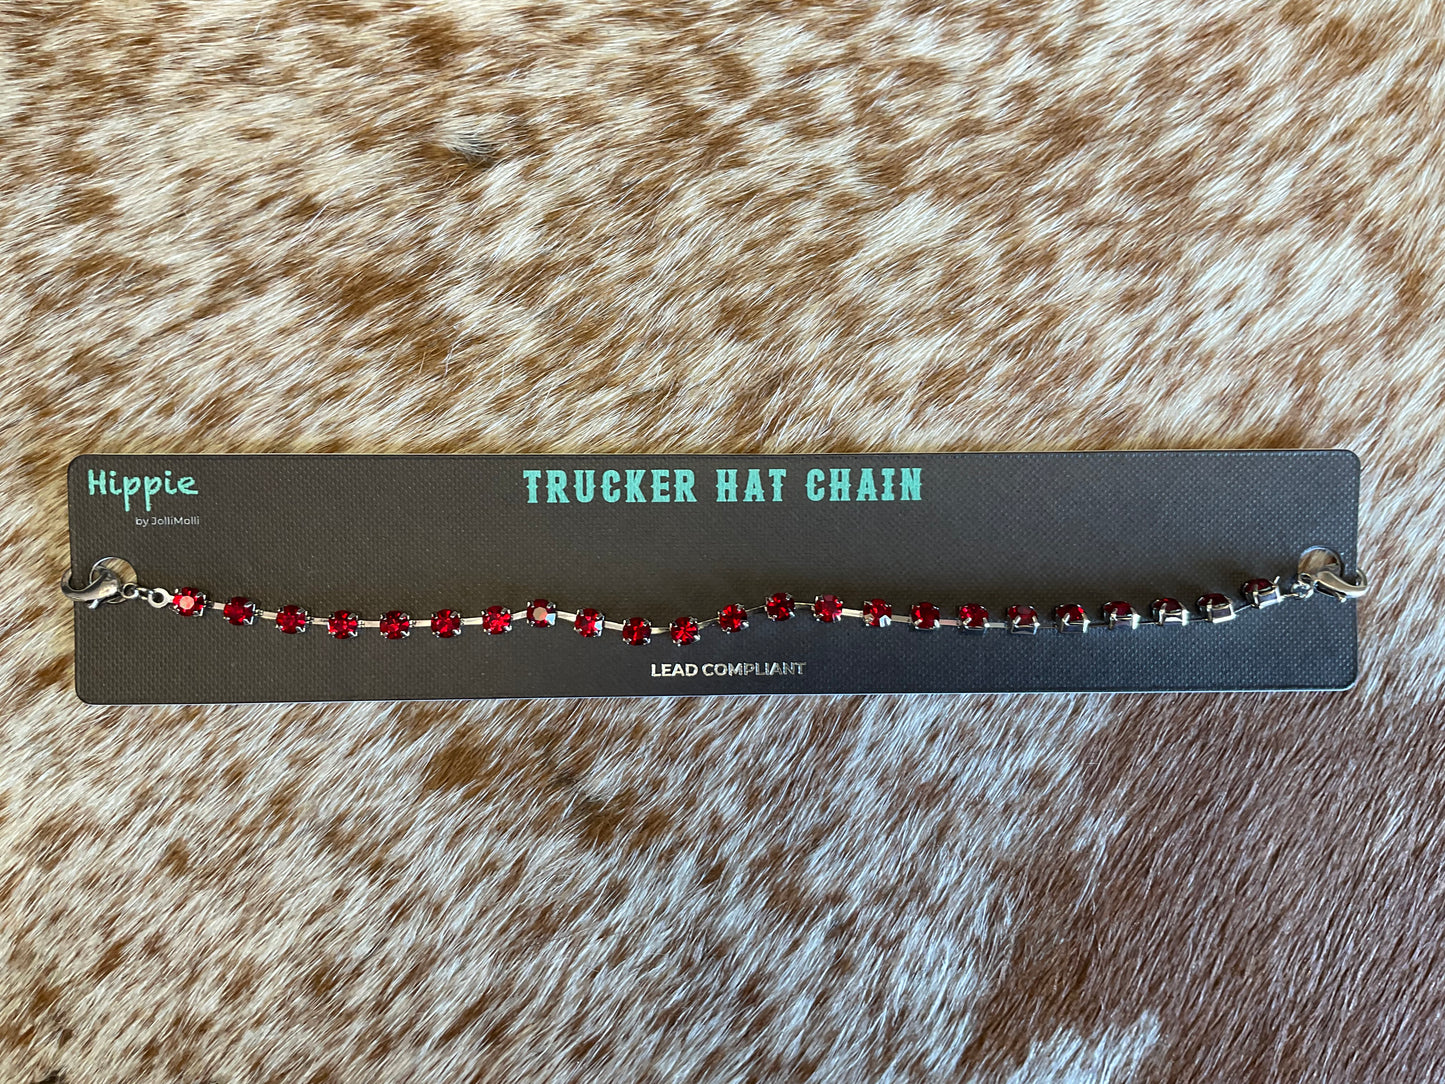 Hippie
by JolliMolli
TRUCKER HAT CHAIN
LEAD COMPLIANT